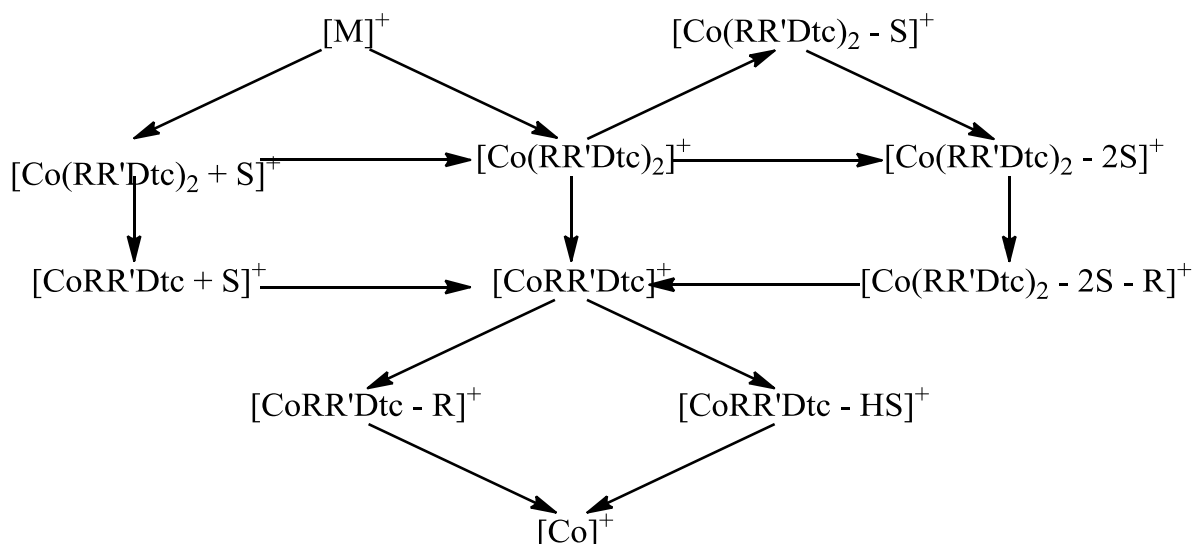 [M]⁺
[Co(RR'Dtc)₂ - S]⁺
[Co(RR'Dtc)₂ + S]⁺
[Co(RR'Dtc)₂]⁺
[Co(RR'Dtc)₂ - 2S]⁺
[CoRR'Dtc + S]⁺
[CoRR'Dtc]⁺
[Co(RR'Dtc)₂ - 2S - R]⁺
[CoRR'Dtc - R]⁺
[CoRR'Dtc - HS]⁺
[Co]⁺